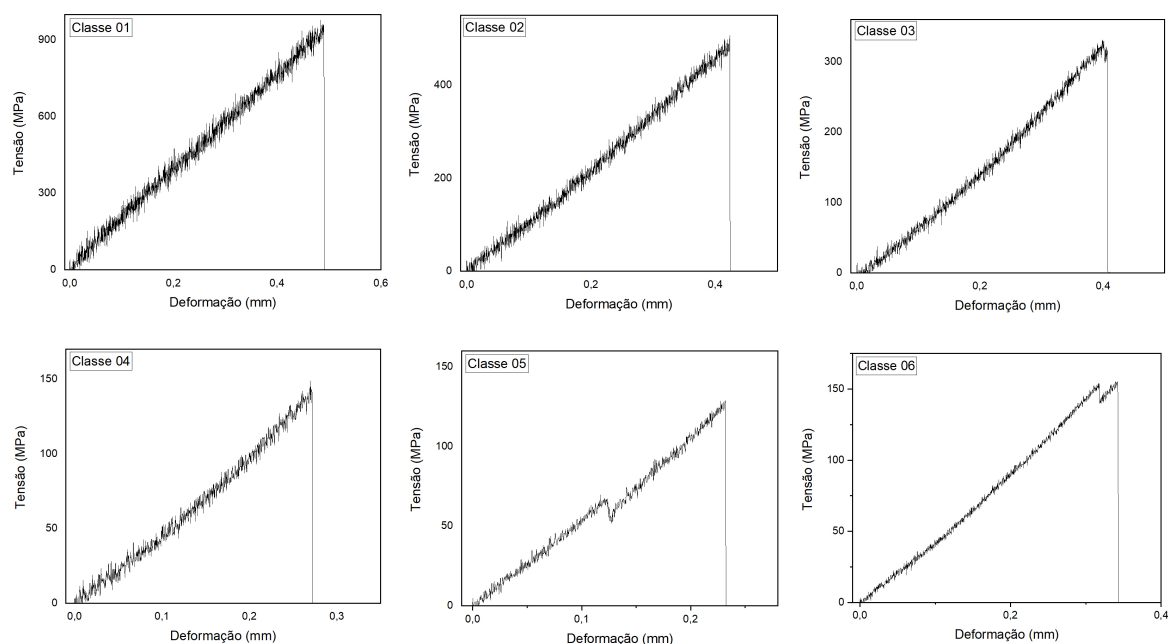 Classe 01
900
600
300
0
Tensão (MPa)
0,0 0,2 0,4 0,6
Deformação (mm)
Classe 02
400
200
0
Tensão (MPa)
0,0 0,2 0,4
Deformação (mm)
Classe 03
300
200
100
0
Tensão (MPa)
0,0 0,2 0,4
Deformação (mm)
Classe 04
150
100
50
0
Tensão (MPa)
0,0 0,1 0,2 0,3
Deformação (mm)
Classe 05
150
100
50
0
Tensão (MPa)
0,0 0,2
Deformação (mm)
Classe 06
150
100
50
0
Tensão (MPa)
0,0 0,2 0,4
Deformação (mm)